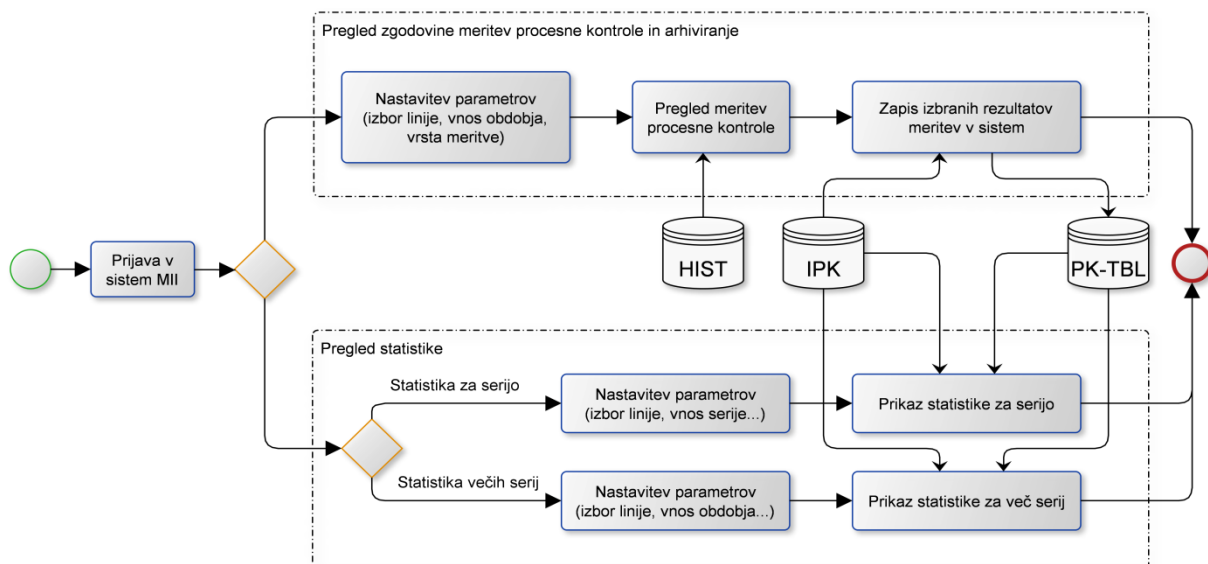 Pregled zgodovine meritev procesne kontrole in arhiviranje
Nastavitev parametrov
(izbor linije, vnos obdobja,
vrsta meritve)
Pregled meritev
procesne kontrole
Zapis izbranih rezultatov
meritev v sistem
Prijava v
sistem MII
HIST
IPK
PK-TBL
Pregled statistike
Statistika za serijo
Nastavitev parametrov
(izbor linije, vnos serije...)
Prikaz statistike za serijo
Statistika večih serij
Nastavitev parametrov
(izbor linije, vnos obdobja...)
Prikaz statistike za več serij